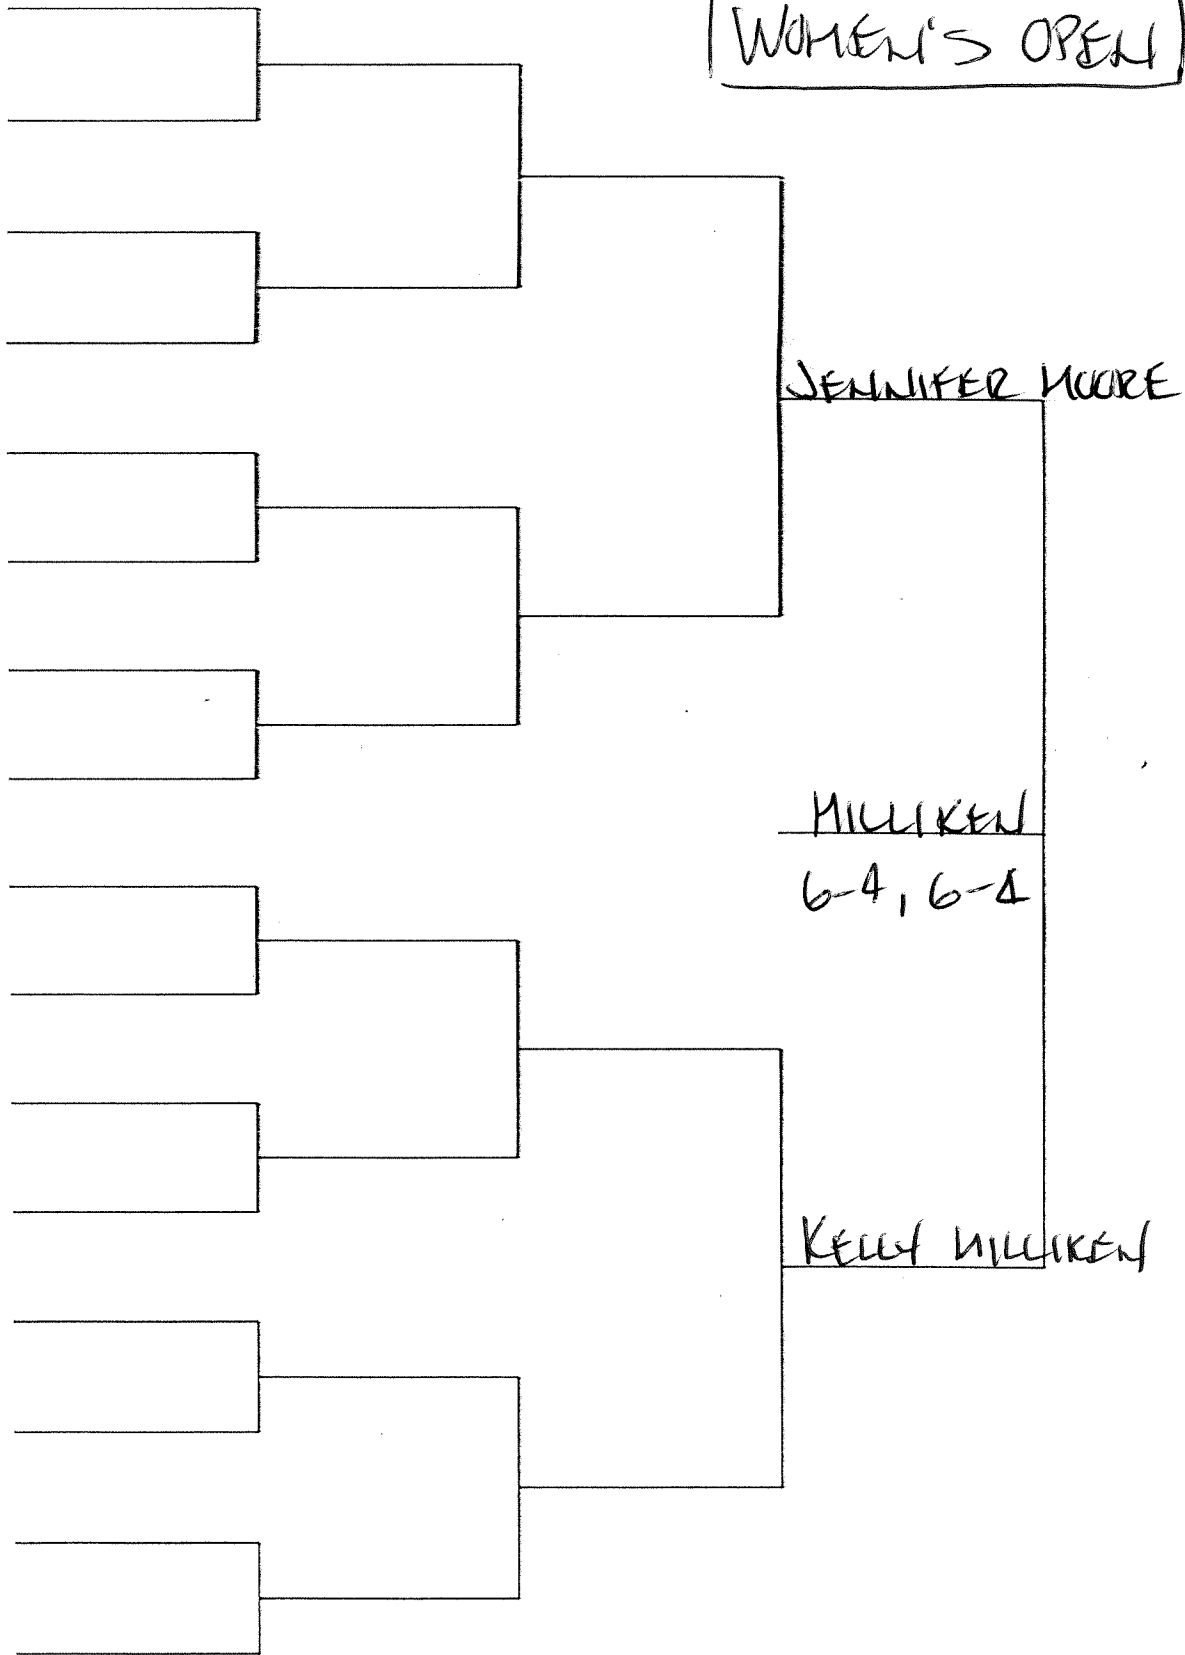 WOMEN'S OPEN
JENNIFER MOORE
MILLIKEN
6-4, 6-4
KELLY MILLIKEN